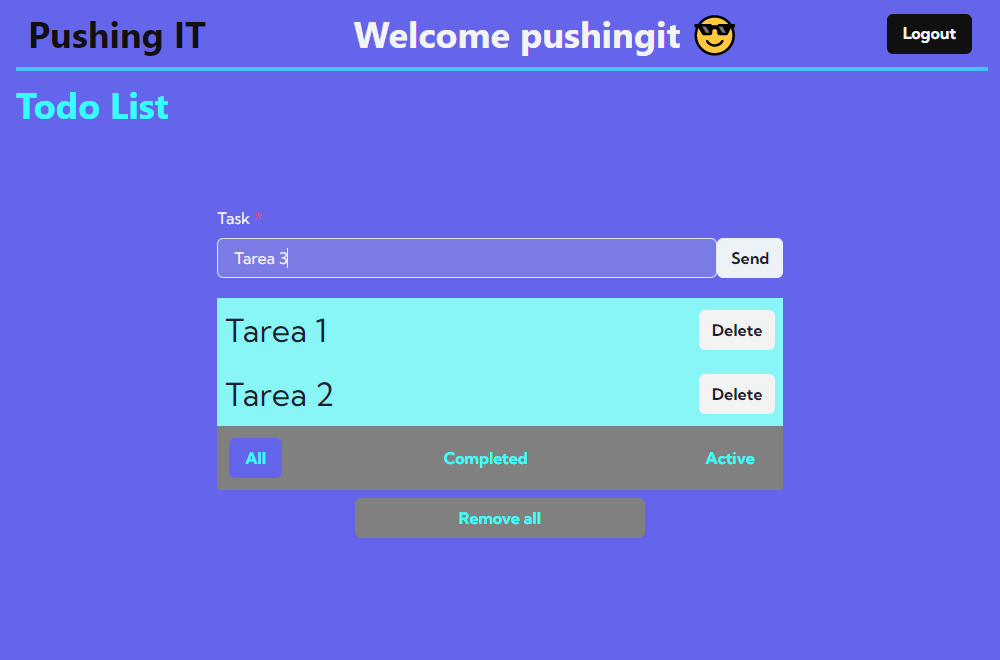 Pushing IT
Welcome pushingit 😎
Logout
Todo List
Task *
Tarea 3
Send
Tarea 1
Delete
Tarea 2
Delete
All
Completed
Active
Remove all